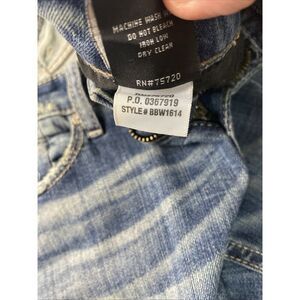 MACHINE WASH
DO NOT BLEACH
IRON LOW
DRY CLEAN
RN#75720
P.O. 0367919
STYLE# BBW1614